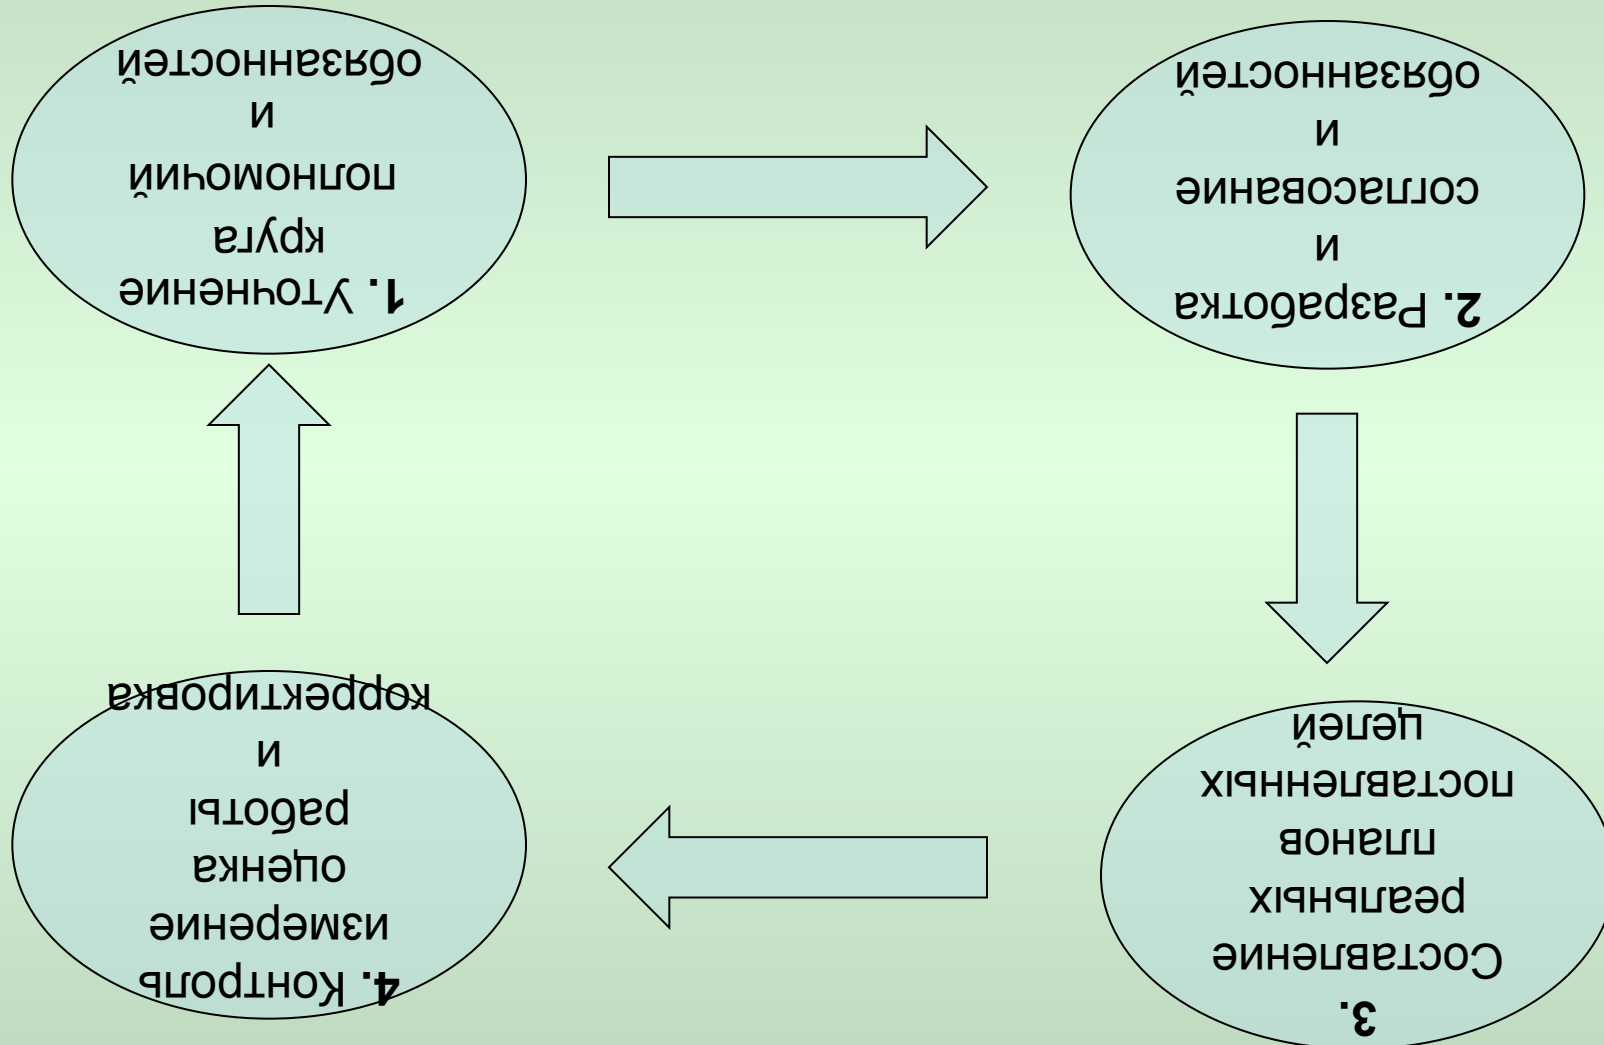 1. Уточнение
круга
полномочий
и
обязанностей
2. Разработка
и
согласование
и
обязанностей
3.
Составление
реальных
планов
поставленных
целей
4. Контроль
измерение
оценка
работы
и
корректировка